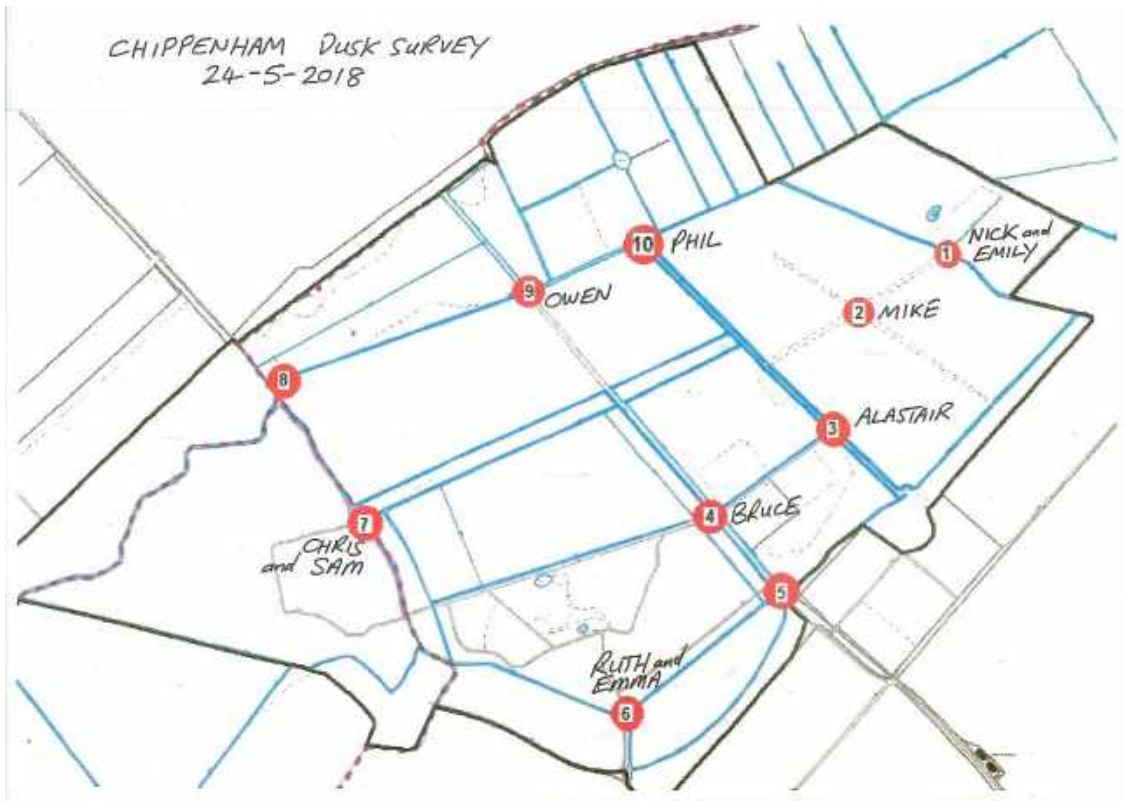 CHIPPENHAM DUSK SURVEY
24-5-2018
10 PHIL
1 NICK and
EMILY
9 OWEN
2 MIKE
8
3 ALASTAIR
4 BRUCE
7
CHRIS
and SAM
5
RUTH and
EMMA
6